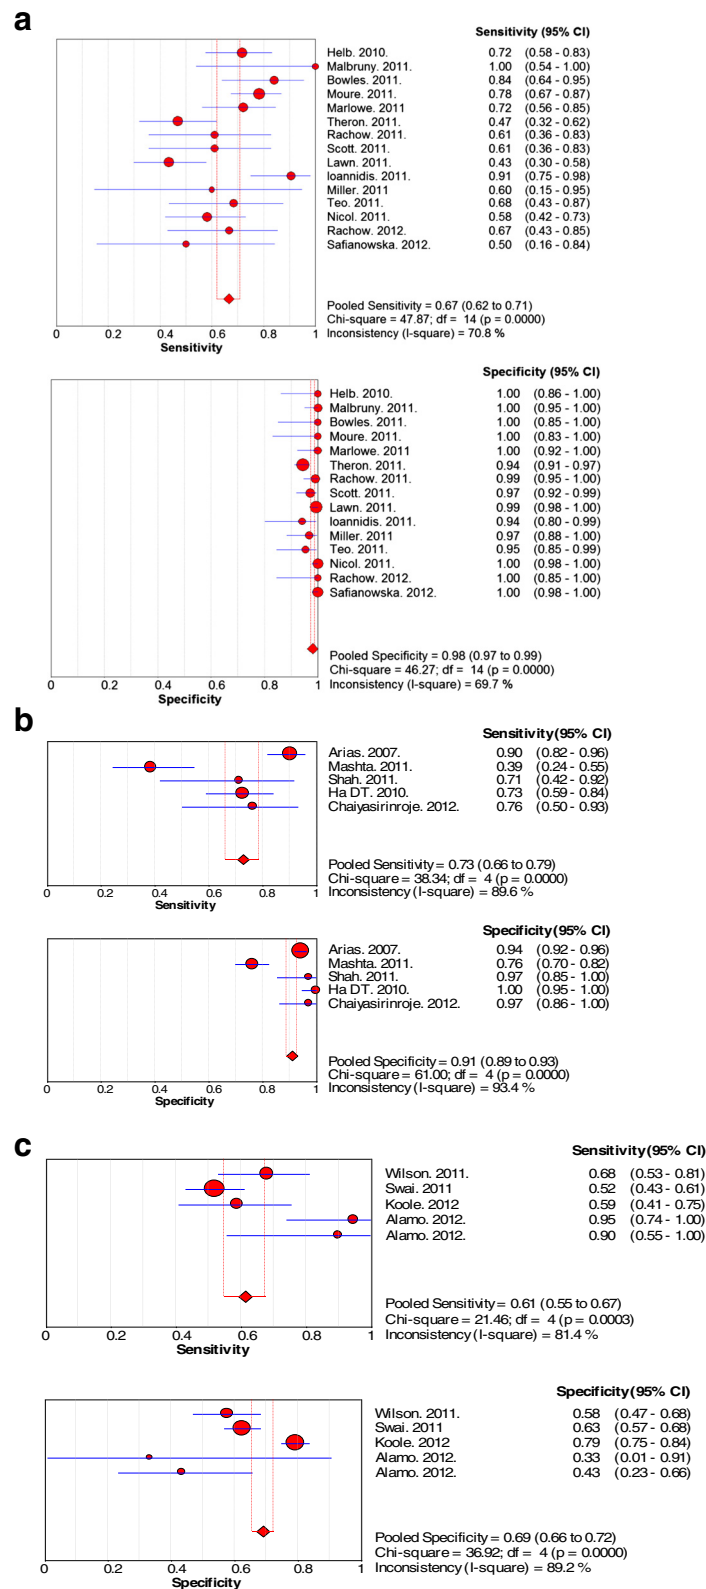 a
Sensitivity (95% CI)
Helb. 2010. 0.72 (0.58 - 0.83)
Malbruny. 2011. 1.00 (0.54 - 1.00)
Bowles. 2011. 0.84 (0.64 - 0.95)
Moure. 2011. 0.78 (0.67 - 0.87)
Marlowe. 2011 0.72 (0.56 - 0.85)
Theron. 2011. 0.47 (0.32 - 0.62)
Rachow. 2011. 0.61 (0.36 - 0.83)
Scott. 2011. 0.61 (0.36 - 0.83)
Lawn. 2011. 0.43 (0.30 - 0.58)
Ioannidis. 2011. 0.91 (0.75 - 0.98)
Miller. 2011 0.60 (0.15 - 0.95)
Teo. 2011. 0.68 (0.43 - 0.87)
Nicol. 2011. 0.58 (0.42 - 0.73)
Rachow. 2012. 0.67 (0.43 - 0.85)
Safianowska. 2012. 0.50 (0.16 - 0.84)
Pooled Sensitivity = 0.67 (0.62 to 0.71)
Chi-square = 47.87; df = 14 (p = 0.0000)
Inconsistency (I-square) = 70.8 %
0 0.2 0.4 0.6 0.8 1
Sensitivity
Specificity (95% CI)
Helb. 2010. 1.00 (0.86 - 1.00)
Malbruny. 2011. 1.00 (0.95 - 1.00)
Bowles. 2011. 1.00 (0.85 - 1.00)
Moure. 2011. 1.00 (0.83 - 1.00)
Marlowe. 2011 1.00 (0.92 - 1.00)
Theron. 2011. 0.94 (0.91 - 0.97)
Rachow. 2011. 0.99 (0.95 - 1.00)
Scott. 2011. 0.97 (0.92 - 0.99)
Lawn. 2011. 0.99 (0.98 - 1.00)
Ioannidis. 2011. 0.94 (0.80 - 0.99)
Miller. 2011 0.97 (0.88 - 1.00)
Teo. 2011. 0.95 (0.85 - 0.99)
Nicol. 2011. 1.00 (0.98 - 1.00)
Rachow. 2012. 1.00 (0.85 - 1.00)
Safianowska. 2012. 1.00 (0.98 - 1.00)
Pooled Specificity = 0.98 (0.97 to 0.99)
Chi-square = 46.27; df = 14 (p = 0.0000)
Inconsistency (I-square) = 69.7 %
0 0.2 0.4 0.6 0.8 1
Specificity
b
Sensitivity (95% CI)
Arias. 2007. 0.90 (0.82 - 0.96)
Mashta. 2011. 0.39 (0.24 - 0.55)
Shah. 2011. 0.71 (0.42 - 0.92)
Ha DT. 2010. 0.73 (0.59 - 0.84)
Chaiyasirinroje. 2012. 0.76 (0.50 - 0.93)
Pooled Sensitivity = 0.73 (0.66 to 0.79)
Chi-square = 38.34; df = 4 (p = 0.0000)
Inconsistency (I-square) = 89.6 %
0 0.2 0.4 0.6 0.8 1
Sensitivity
Specificity (95% CI)
Arias. 2007. 0.94 (0.92 - 0.96)
Mashta. 2011. 0.76 (0.70 - 0.82)
Shah. 2011. 0.97 (0.85 - 1.00)
Ha DT. 2010. 1.00 (0.95 - 1.00)
Chaiyasirinroje. 2012. 0.97 (0.86 - 1.00)
Pooled Specificity = 0.91 (0.89 to 0.93)
Chi-square = 61.00; df = 4 (p = 0.0000)
Inconsistency (I-square) = 93.4 %
0 0.2 0.4 0.6 0.8 1
Specificity
c
Sensitivity (95% CI)
Wilson. 2011. 0.68 (0.53 - 0.81)
Swai. 2011 0.52 (0.43 - 0.61)
Koole. 2012 0.59 (0.41 - 0.75)
Alamo. 2012. 0.95 (0.74 - 1.00)
Alamo. 2012. 0.90 (0.55 - 1.00)
Pooled Sensitivity = 0.61 (0.55 to 0.67)
Chi-square = 21.46; df = 4 (p = 0.0003)
Inconsistency (I-square) = 81.4 %
0 0.2 0.4 0.6 0.8 1
Sensitivity
Specificity (95% CI)
Wilson. 2011. 0.58 (0.47 - 0.68)
Swai. 2011 0.63 (0.57 - 0.68)
Koole. 2012 0.79 (0.75 - 0.84)
Alamo. 2012. 0.33 (0.01 - 0.91)
Alamo. 2012. 0.43 (0.23 - 0.66)
Pooled Specificity = 0.69 (0.66 to 0.72)
Chi-square = 36.92; df = 4 (p = 0.0000)
Inconsistency (I-square) = 89.2 %
0 0.2 0.4 0.6 0.8 1
Specificity